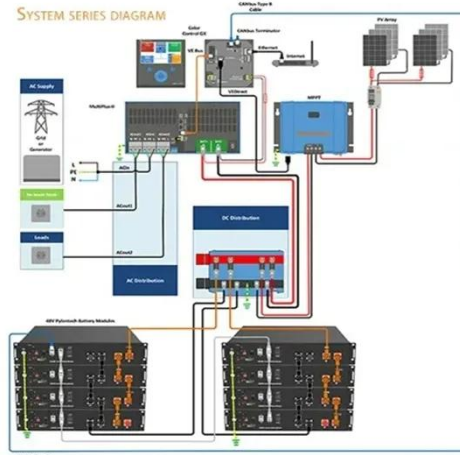 SYSTEM SERIES DIAGRAM
CANbus Type B
Cable
Color
Control GX
CANbus Terminator
PV Array
VE Bus
Ethernet
Internet
AC Supply
VEDirect
MPPT
MultiPlus-II
Grid
or
Generator
L
PE
N
ACin
ACout1
Loads
ACout2
DC Distribution
AC Distribution
48V Pylontech Battery Modules